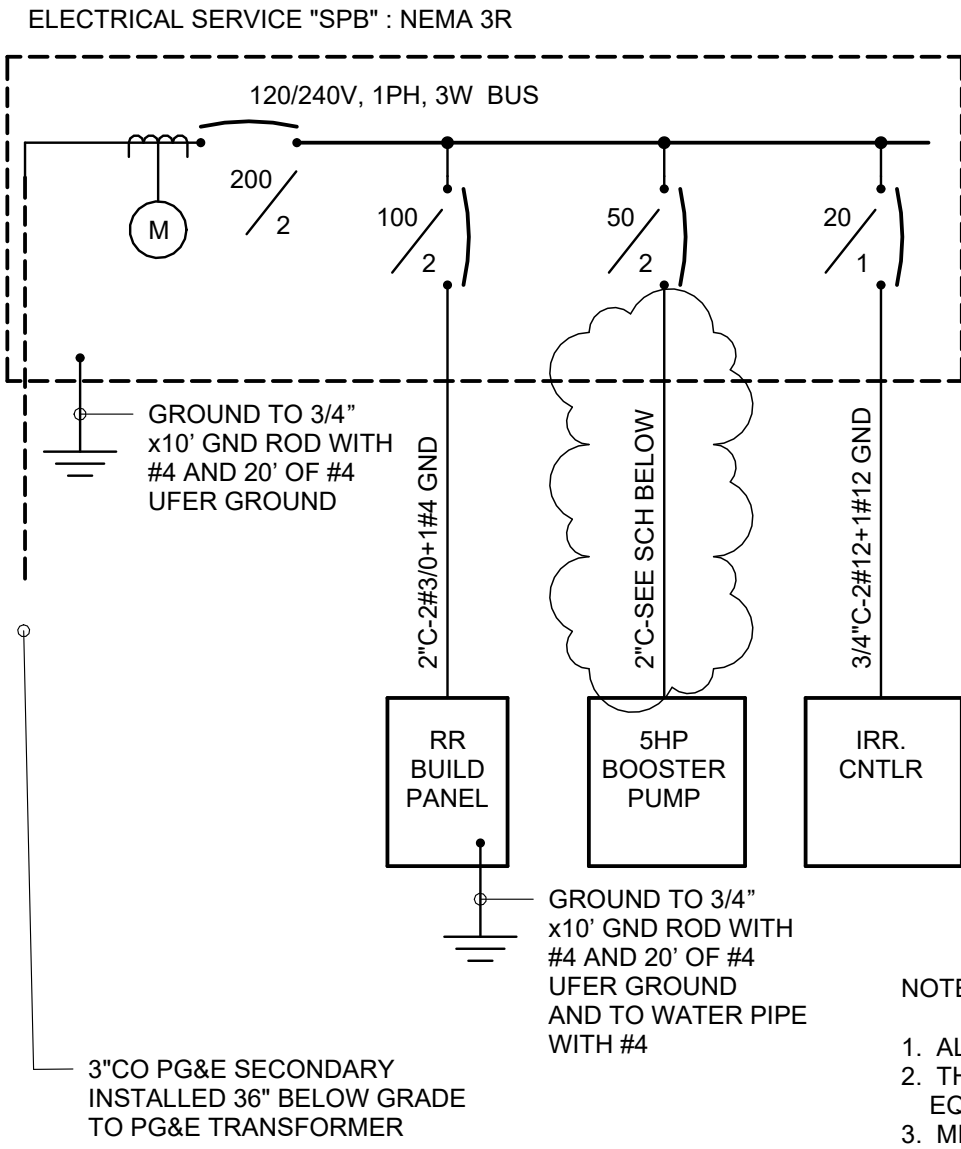 ELECTRICAL SERVICE "SPB" : NEMA 3R
120/240V, 1PH, 3W BUS
200/2
M
100/2
50/2
20/1
GROUND TO 3/4”
x10’ GND ROD WITH
#4 AND 20’ OF #4
UFER GROUND
2"C-2#3/0+1#4 GND
2"C-SEE SCH BELOW
3/4"C-2#12+1#12 GND
RR
BUILD
PANEL
5HP
BOOSTER
PUMP
IRR.
CNTLR
GROUND TO 3/4”
x10’ GND ROD WITH
#4 AND 20’ OF #4
UFER GROUND
AND TO WATER PIPE
WITH #4
3"CO PG&E SECONDARY
INSTALLED 36" BELOW GRADE
TO PG&E TRANSFORMER
1.
2.
3.